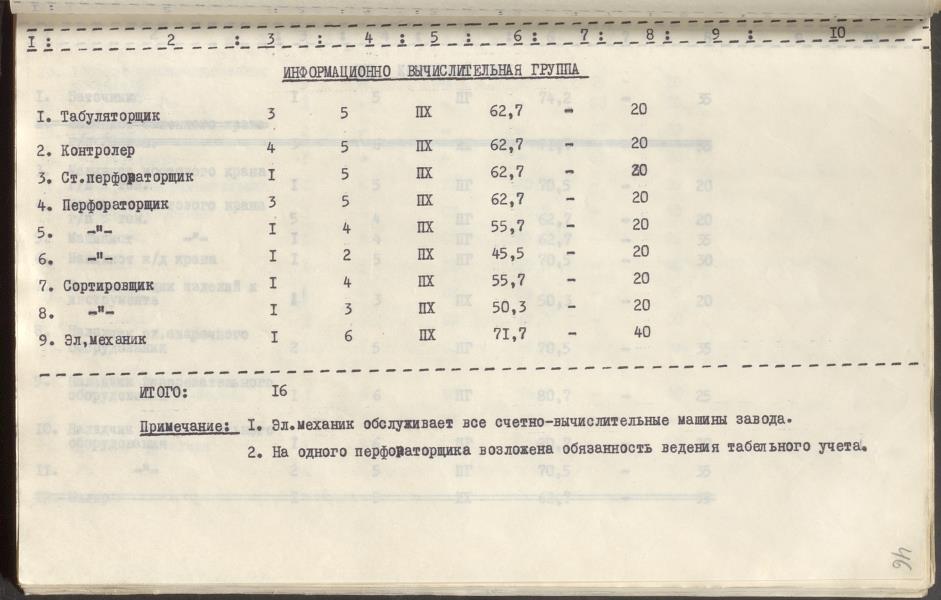 I : 2 : 3 : 4 : 5 : 6: 7: 8: 9: 10
ИНФОРМАЦИОННО ВЫЧИСЛИТЕЛЬНАЯ ГРУППА
I. Табуляторщик 3 5 ПХ 62,7 - 20
2. Контролер 4 5 ПХ 62,7 - 20
3. Ст.перфораторщик I 5 ПХ 62,7 - 20
4. Перфораторщик 3 5 ПХ 62,7 - 20
5. -"- I 4 ПХ 55,7 - 20
6. -"- I 2 ПХ 45,5 - 20
7. Сортировщик I 4 ПХ 55,7 - 20
8. -"- I 3 ПХ 50,3 - 20
9. Эл,механик I 6 ПХ 7I,7 - 40
ИТОГО: I6
Примечание: I. Эл.механик обслуживает все счетно-вычислительные машины завода.
2. На одного перфораторщика возложена обязанность ведения табельного учета.
46